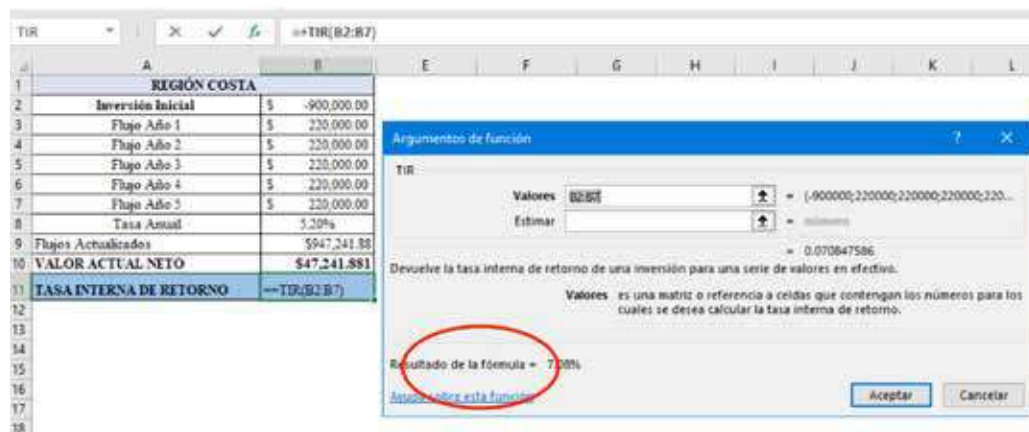 TIR =+TIR(B2:B7)
A B E F G H I J K L
1 REGIÓN COSTA
2 Inversión Inicial $ -900,000.00
3 Flujo Año 1 $ 220,000.00
4 Flujo Año 2 $ 220,000.00
5 Flujo Año 3 $ 220,000.00
6 Flujo Año 4 $ 220,000.00
7 Flujo Año 5 $ 220,000.00
8 Tasa Anual 5.20%
9 Flujos Actualizados $947,241.88
10 VALOR ACTUAL NETO $47,241.881
11 TASA INTERNA DE RETORNO =+TIR(B2:B7)
12
13
14
15
16
17
18
Argumentos de función ? ×
TIR
Valores B2:B7 = {-900000;220000;220000;220000;220...
Estimar = número
= 0.070847586
Devuelve la tasa interna de retorno de una inversión para una serie de valores en efectivo.
Valores es una matriz o referencia a celdas que contengan los números para los
cuales se desea calcular la tasa interna de retorno.
Resultado de la fórmula = 7.08%
Ayuda sobre esta función
Aceptar Cancelar